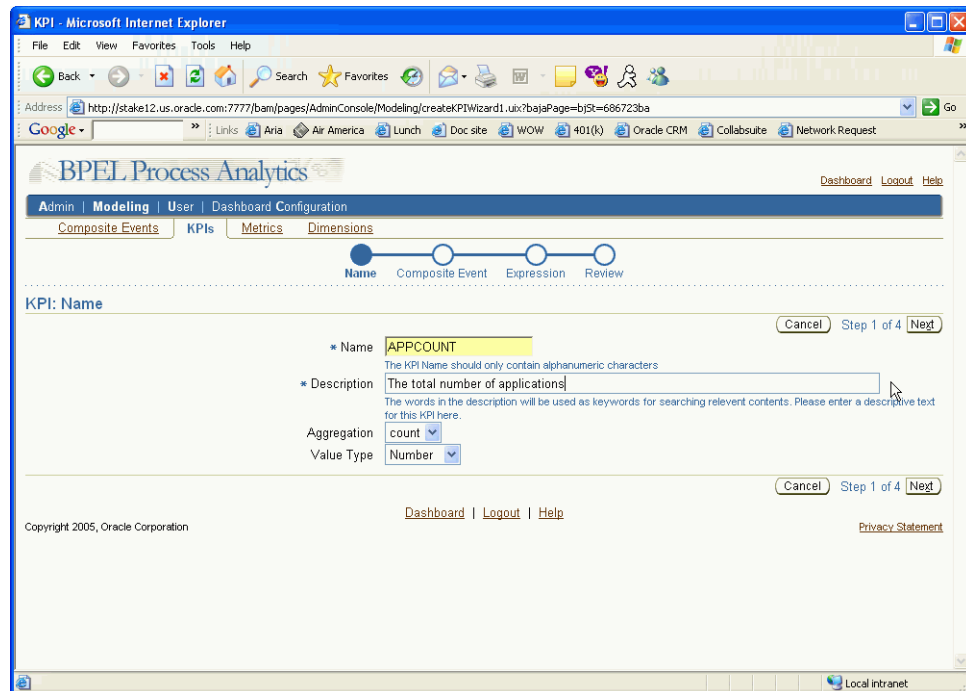 KPI - Microsoft Internet Explorer
File Edit View Favorites Tools Help
Back Search Favorites
Address http://stake12.us.oracle.com:7777/bam/pages/AdminConsole/Modeling/createKPIWizard1.uix?bajaPage=bjSt=686723ba Go
Google Links Aria Air America Lunch Doc site WOW 401(k) Oracle CRM Collabsuite Network Request
BPEL Process Analytics
Dashboard Logout Help
Admin | Modeling | User | Dashboard Configuration
Composite Events KPIs Metrics Dimensions
Name Composite Event Expression Review
KPI: Name
Cancel Step 1 of 4 Next
* Name APPCOUNT
The KPI Name should only contain alphanumeric characters
* Description The total number of applications
The words in the description will be used as keywords for searching relevent contents. Please enter a descriptive text
for this KPI here.
Aggregation count
Value Type Number
Cancel Step 1 of 4 Next
Dashboard | Logout | Help
Copyright 2005, Oracle Corporation Privacy Statement
Local intranet